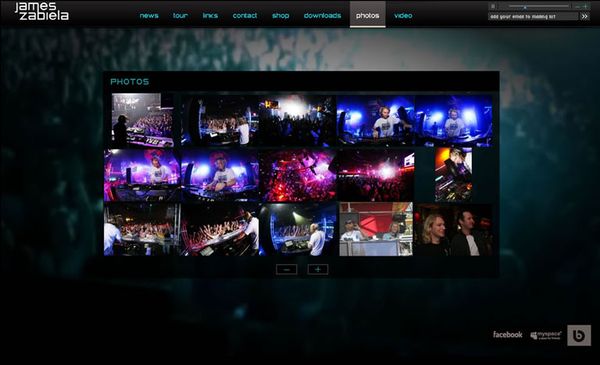 james
zabiela
news tour links contact shop downloads photos video
add your email to mailing list
PHOTOS
facebook
myspace